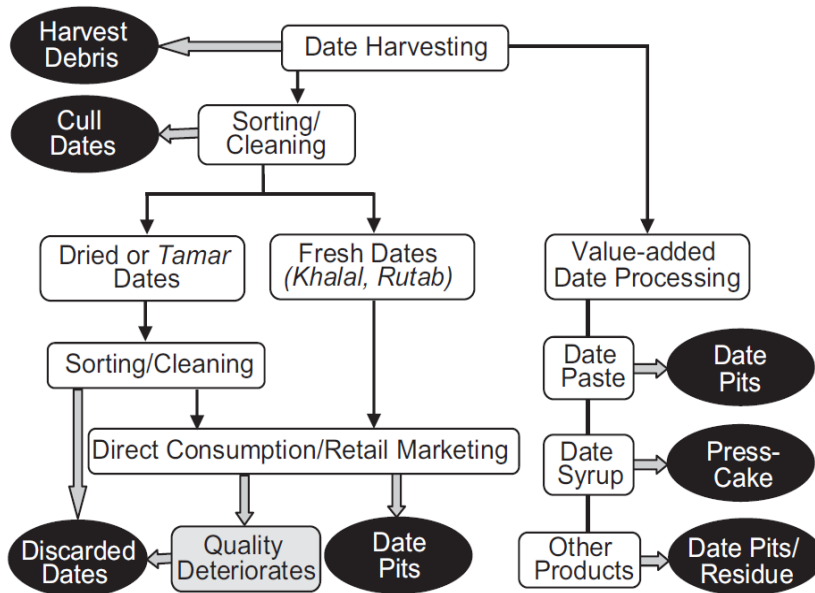 Harvest
Debris
Date Harvesting
Cull
Dates
Sorting/
Cleaning
Dried or Tamar
Dates
Fresh Dates
(Khalal, Rutab)
Value-added
Date Processing
Sorting/Cleaning
Date
Paste
Date
Pits
Direct Consumption/Retail Marketing
Date
Syrup
Press-
Cake
Discarded
Dates
Quality
Deteriorates
Date
Pits
Other
Products
Date Pits/
Residue